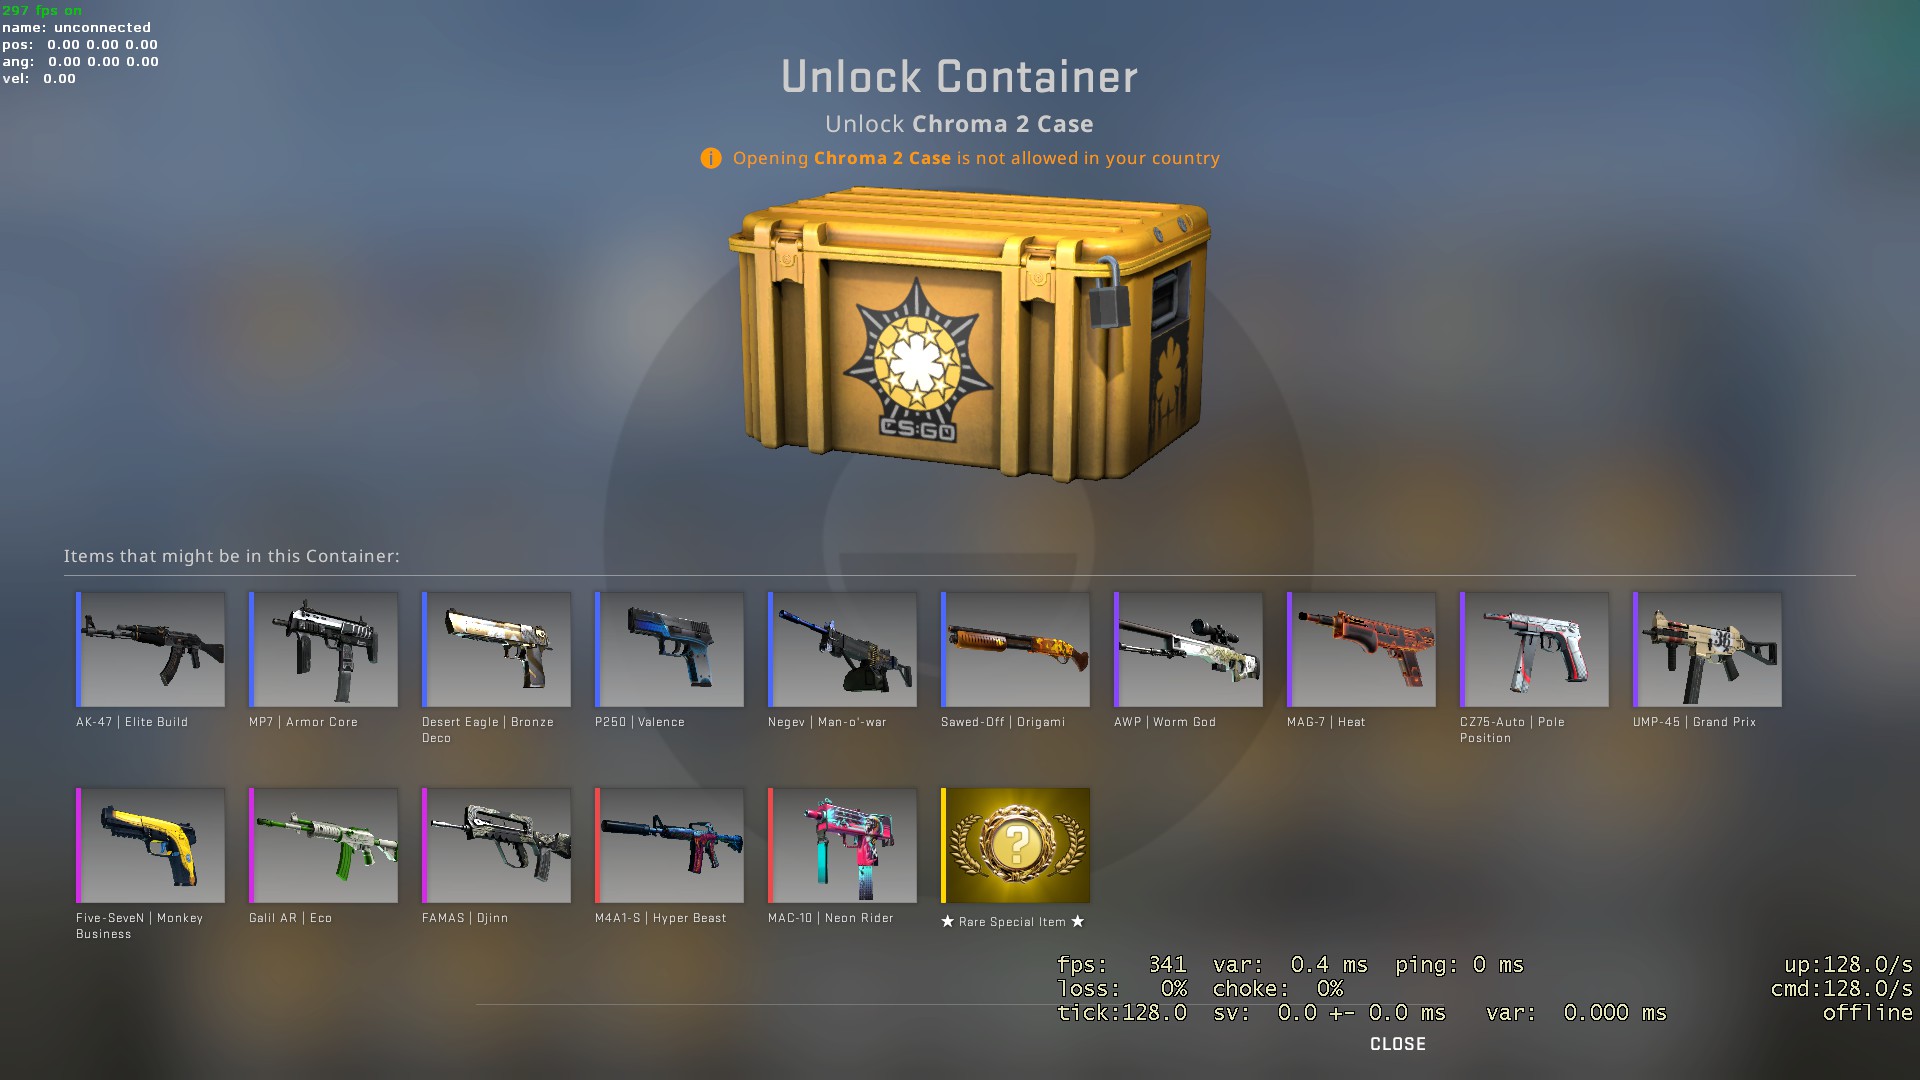 297 fps on
name: unconnected
pos: 0.00 0.00 0.00
ang: 0.00 0.00 0.00
vel: 0.00
Unlock Container
Unlock Chroma 2 Case
i Opening Chroma 2 Case is not allowed in your country
CS:GO
Items that might be in this Container:
AK-47 | Elite Build
MP7 | Armor Core
Desert Eagle | Bronze
Deco
P250 | Valence
Negev | Man-o'-war
Sawed-Off | Origami
AWP | Worm God
MAG-7 | Heat
CZ75-Auto | Pole
Position
UMP-45 | Grand Prix
Five-SeveN | Monkey
Business
Galil AR | Eco
FAMAS | Djinn
M4A1-S | Hyper Beast
MAC-10 | Neon Rider
?
★ Rare Special Item ★
fps: 341 var: 0.4 ms ping: 0 ms up:128.0/s
loss: 0% choke: 0% cmd:128.0/s
tick:128.0 sv: 0.0 +- 0.0 ms var: 0.000 ms offline
CLOSE